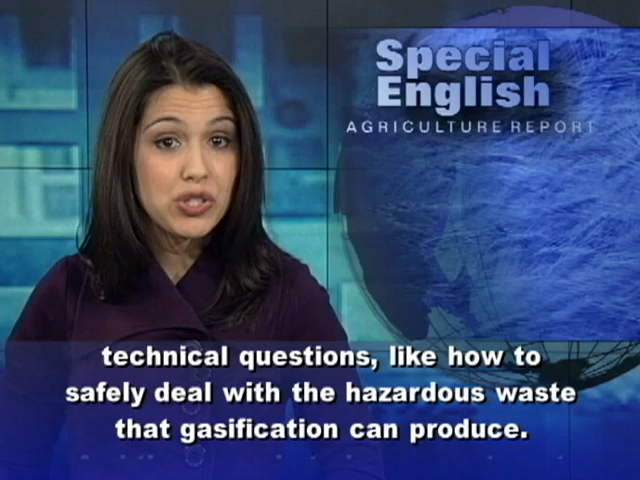 Special
English
AGRICULTURE REPORT
technical questions, like how to
safely deal with the hazardous waste
that gasification can produce.